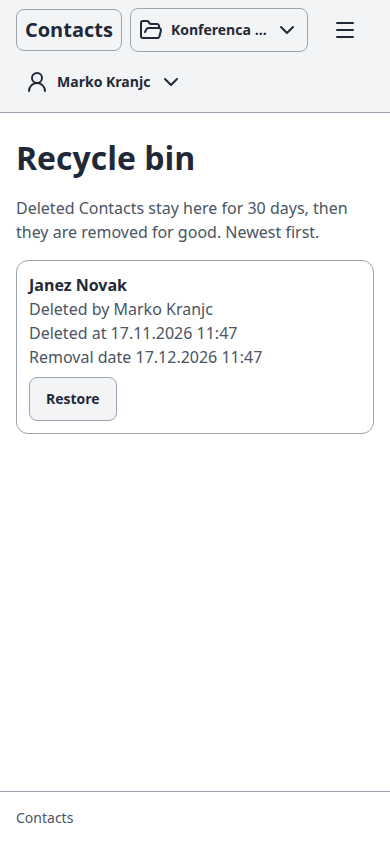 Contacts
Konferenca ...
Marko Kranjc
Recycle bin
Deleted Contacts stay here for 30 days, then
they are removed for good. Newest first.
Janez Novak
Deleted by Marko Kranjc
Deleted at 17.11.2026 11:47
Removal date 17.12.2026 11:47
Restore
Contacts